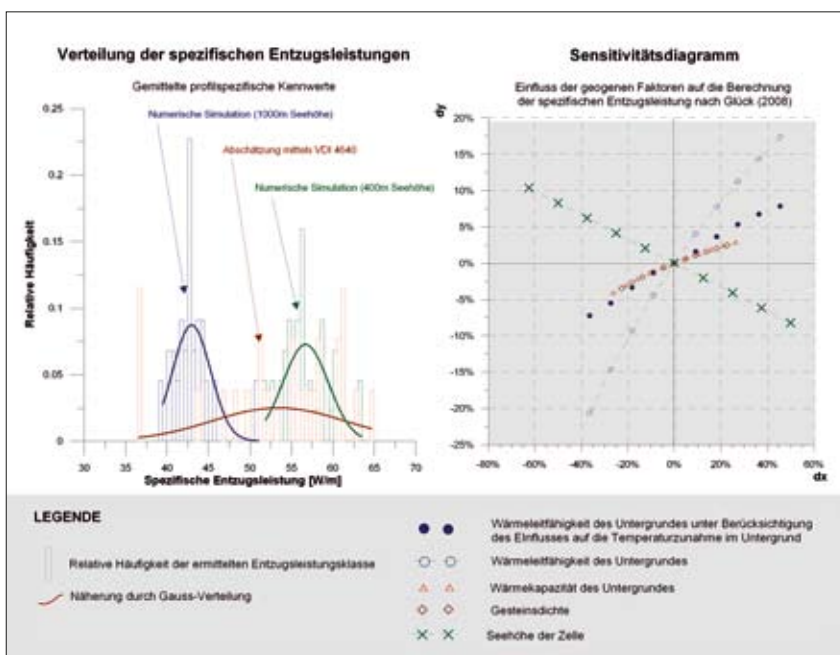 Verteilung der spezifischen Entzugsleistungen
Gemittelte profilspezifische Kennwerte
0.25
0.2
0.15
0.1
0.05
0
Relative Häufigkeit
Numerische Simulation (1000m Seehöhe)
Abschätzung mittels VDI 4640
Numerische Simulation (400m Seehöhe)
30 35 40 45 50 55 60 65 70
Spezifische Entzugsleistung [W/m]
Sensitivitätsdiagramm
Einfluss der geogenen Faktoren auf die Berechnung
der spezifischen Entzugsleistung nach Glück (2008)
dy
20%
15%
10%
5%
0%
-5%
-10%
-15%
-20%
-25%
-80% -60% -40% -20% 0% 20% 40% 60%
dx
LEGENDE
Relative Häufigkeit der ermittelten Entzugsleistungsklasse
Näherung durch Gauss-Verteilung
Wärmeleitfähigkeit des Untergrundes unter Berücksichtigung
des Einflusses auf die Temperaturzunahme im Untergrund
Wärmeleitfähigkeit des Untergrundes
Wärmekapazität des Untergrundes
Gesteinsdichte
Seehöhe der Zelle